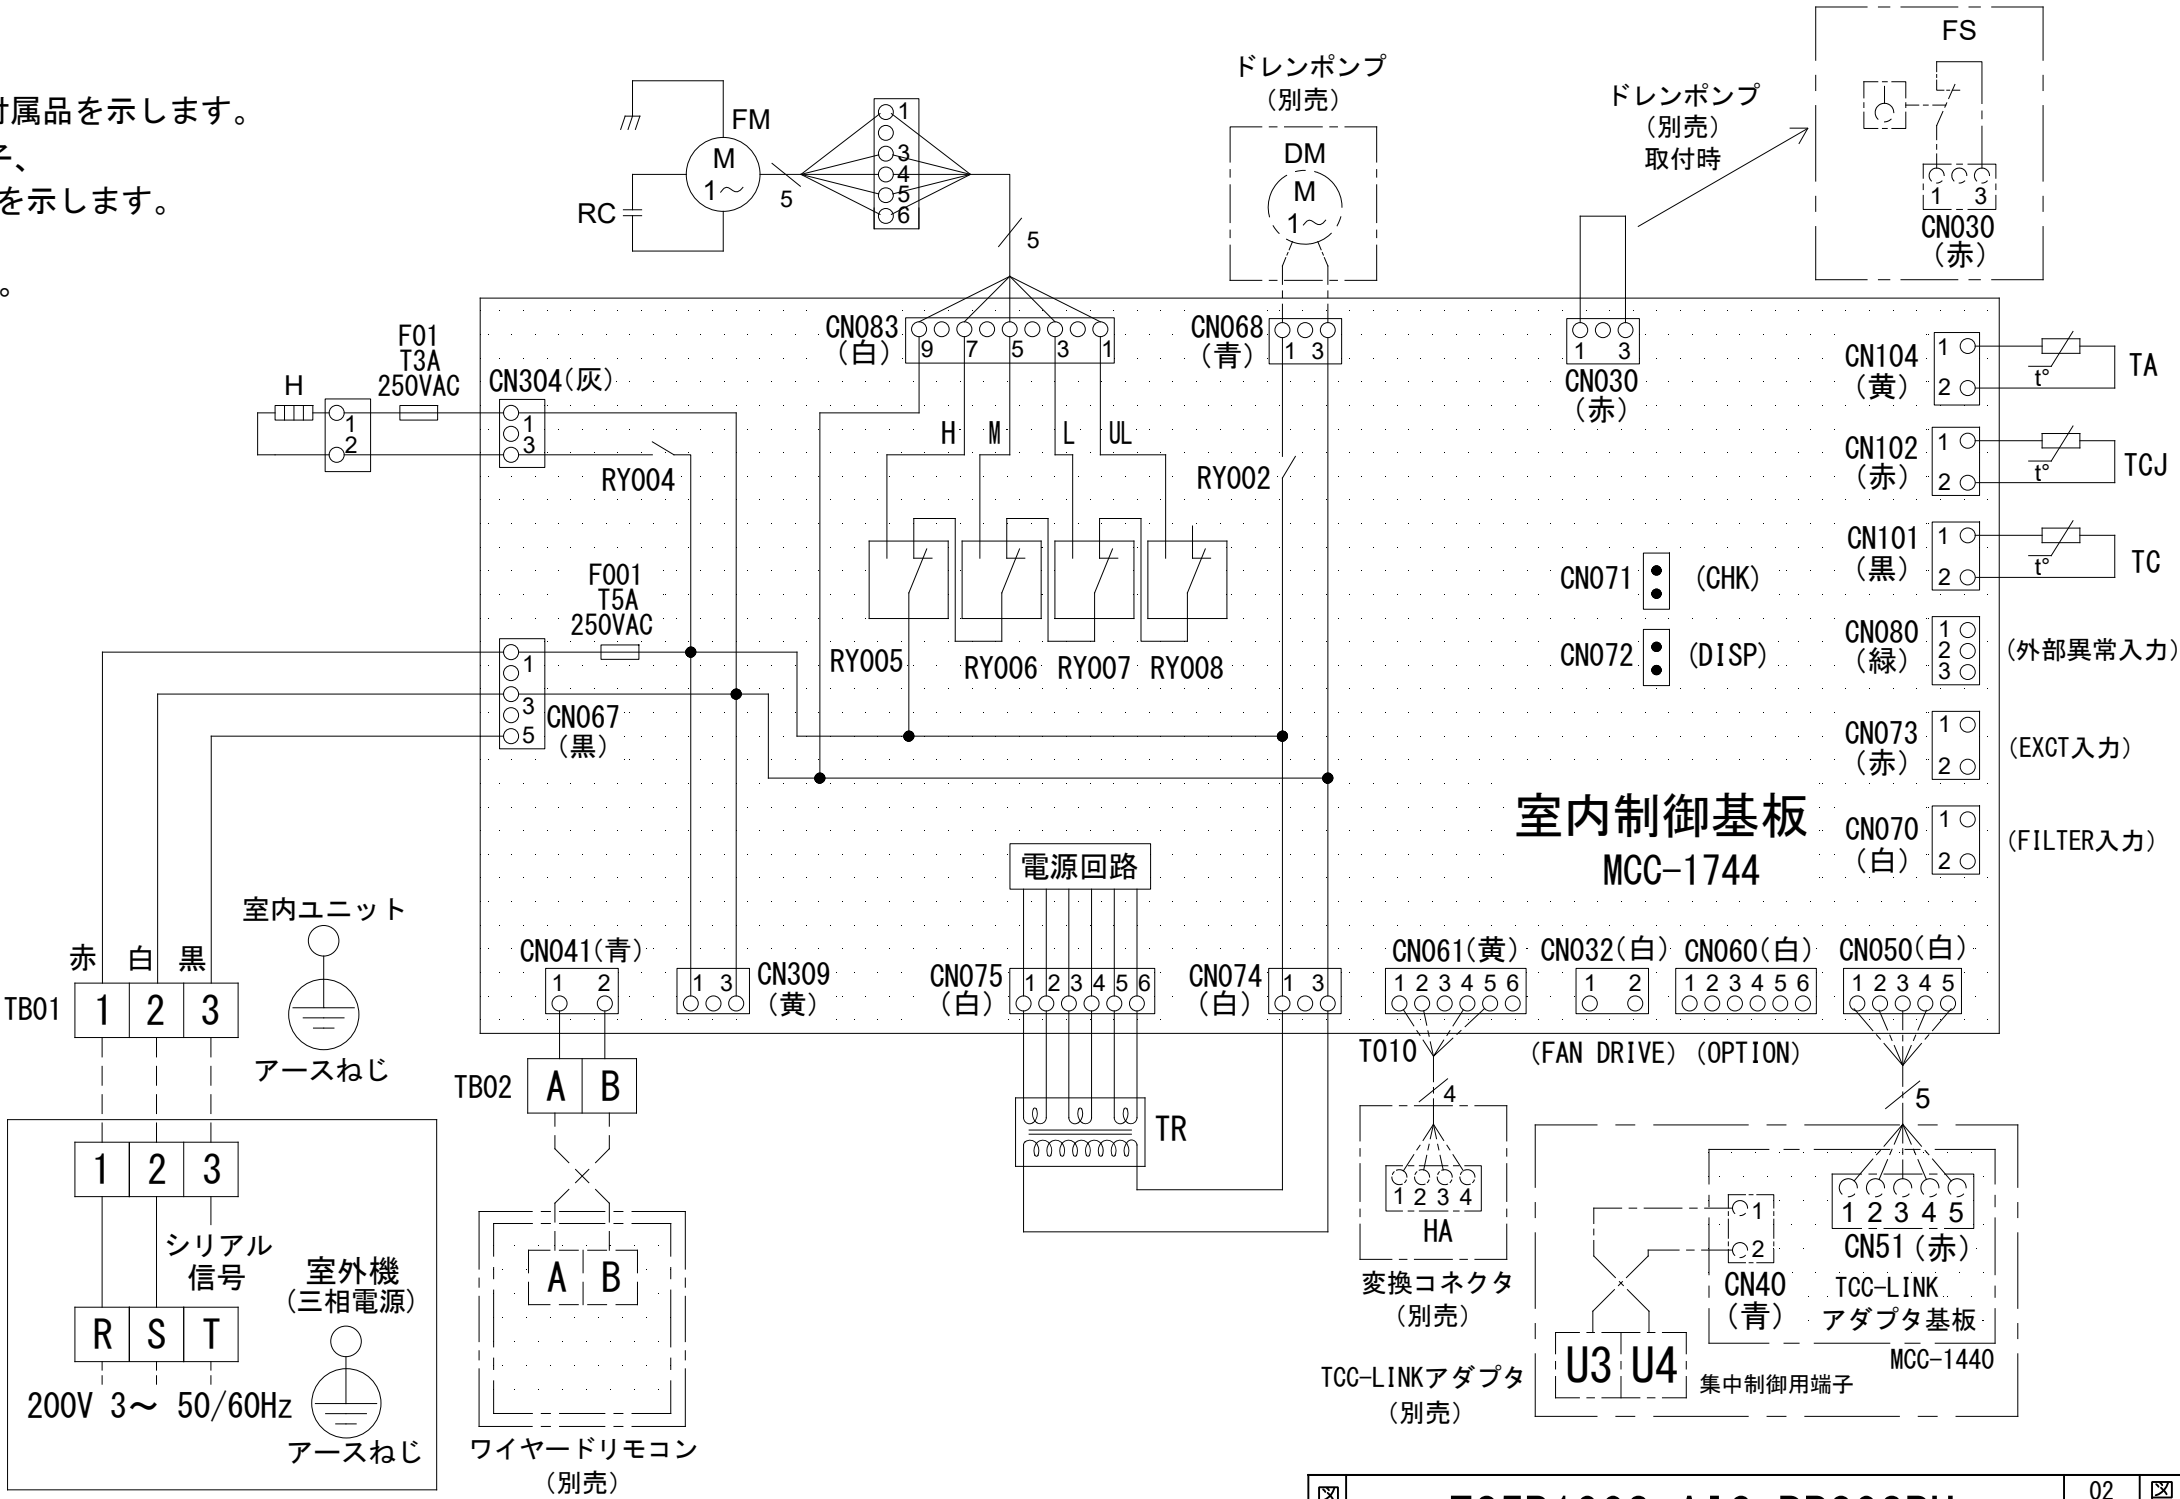 付属品を示します。
子、
を示します。
。
FM
M
1～
5
RC
1
3
4
5
6
5
ドレンポンプ
（別売）
DM
M
1～
ドレンポンプ
（別売）
取付時
FS
1 3
CN030
（赤）
F01
T3A
250VAC
H
1
2
CN304(灰)
1
3
RY004
CN083
（白）
9 7 5 3 1
H M L UL
CN068
（青）
1 3
RY002
1 3
CN030
（赤）
CN104
（黄）
1
2
t°
TA
CN102
（赤）
1
2
t°
TCJ
CN101
（黒）
1
2
t°
TC
F001
T5A
250VAC
RY005 RY006 RY007 RY008
CN071 (CHK)
CN072 (DISP)
CN080
（緑）
1
2
3
(外部異常入力)
1
3
5
CN067
（黒）
CN073
（赤）
1
2
(EXCT入力)
室内制御基板
MCC-1744
CN070
（白）
1
2
(FILTER入力)
電源回路
室内ユニット
アースねじ
赤 白 黒
TB01 1 2 3
CN041(青)
1 2
1 3
CN309
（黄）
CN075
（白）
1 2 3 4 5 6
CN074
（白）
1 3
CN061(黄)
1 2 3 4 5 6
CN032(白)
1 2
CN060(白)
1 2 3 4 5 6
CN050(白)
1 2 3 4 5
T010
(FAN DRIVE) (OPTION)
TB02 A B
TR
4
1 2 3 4
HA
変換コネクタ
（別売）
5
1 2 3 4 5
CN51(赤)
1
2
CN40
（青）
TCC-LINK
アダプタ基板
MCC-1440
U3 U4
集中制御用端子
TCC-LINKアダプタ
（別売）
1 2 3
シリアル
信号
室外機
(三相電源)
R S T
200V 3～ 50/60Hz
アースねじ
A B
ワイヤードリモコン
（別売）
02
図